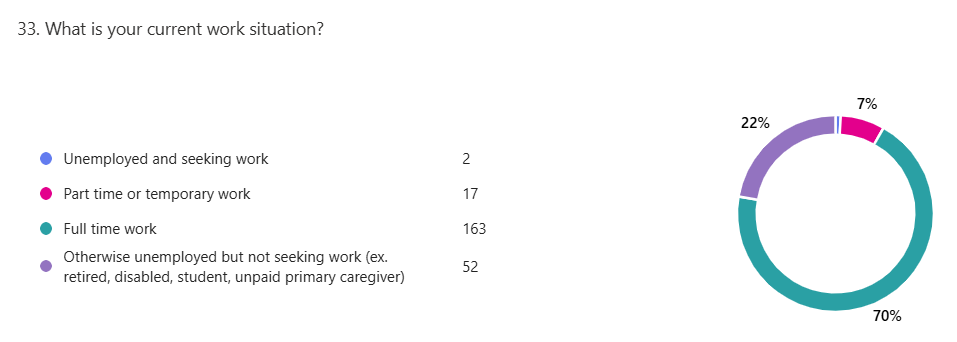 33. What is your current work situation?
Unemployed and seeking work 2
Part time or temporary work 17
Full time work 163
Otherwise unemployed but not seeking work (ex.
retired, disabled, student, unpaid primary caregiver) 52
7%
22%
70%